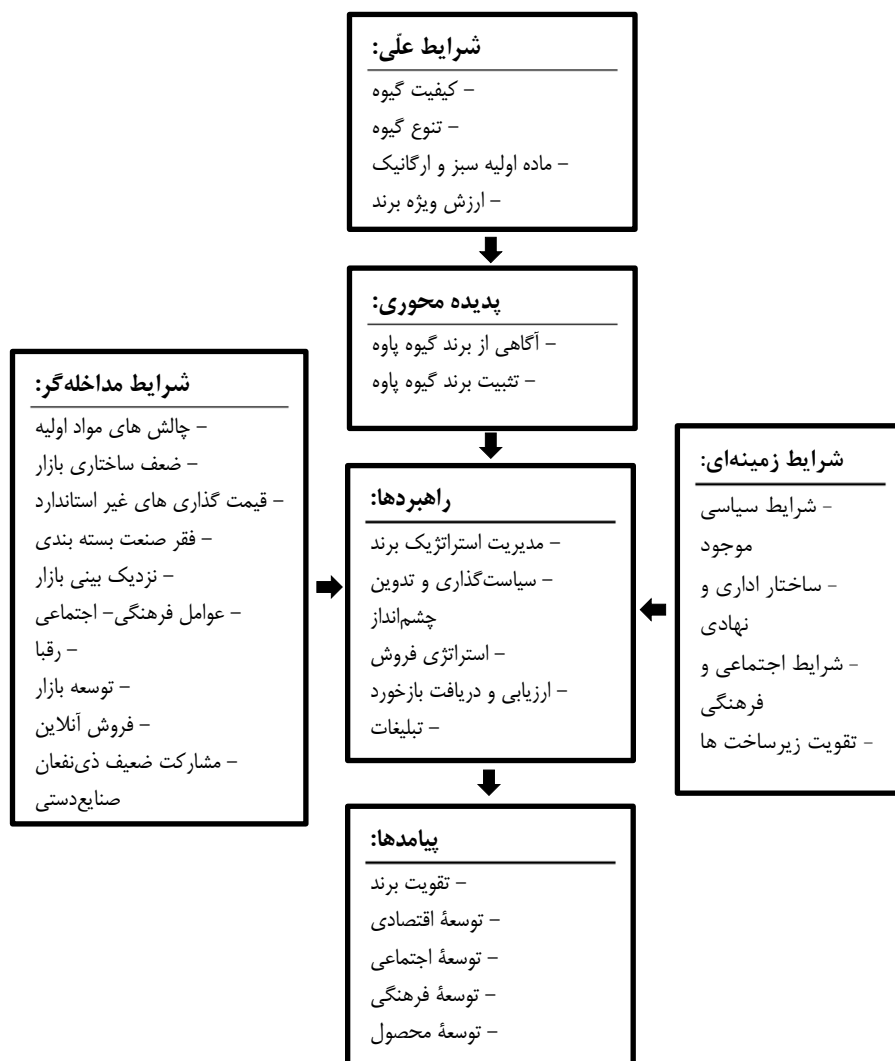 شرایط علّی:
– کیفیت گیوه
– تنوع گیوه
– ماده اولیه سبز و ارگانیک
– ارزش ویژه برند
پدیده محوری:
– آگاهی از برند گیوه پاوه
– تثبیت برند گیوه پاوه
شرایط زمینه‌ای:
- شرایط سیاسی
موجود
- ساختار اداری و
نهادی
- شرایط اجتماعی و
فرهنگی
- تقویت زیرساخت ها
راهبردها:
– مدیریت استراتژیک برند
– سیاست‌گذاری و تدوین
چشم‌انداز
– استراتژی فروش
– ارزیابی و دریافت بازخورد
– تبلیغات
شرایط مداخله‌گر:
– چالش های مواد اولیه
– ضعف ساختاری بازار
– قیمت گذاری های غیر استاندارد
– فقر صنعت بسته بندی
– نزدیک بینی بازار
– عوامل فرهنگی– اجتماعی
– رقبا
– توسعه بازار
– فروش آنلاین
– مشارکت ضعیف ذی‌نفعان
صنایع‌دستی
پیامدها:
– تقویت برند
– توسعهٔ اقتصادی
– توسعهٔ اجتماعی
– توسعهٔ فرهنگی
– توسعهٔ محصول